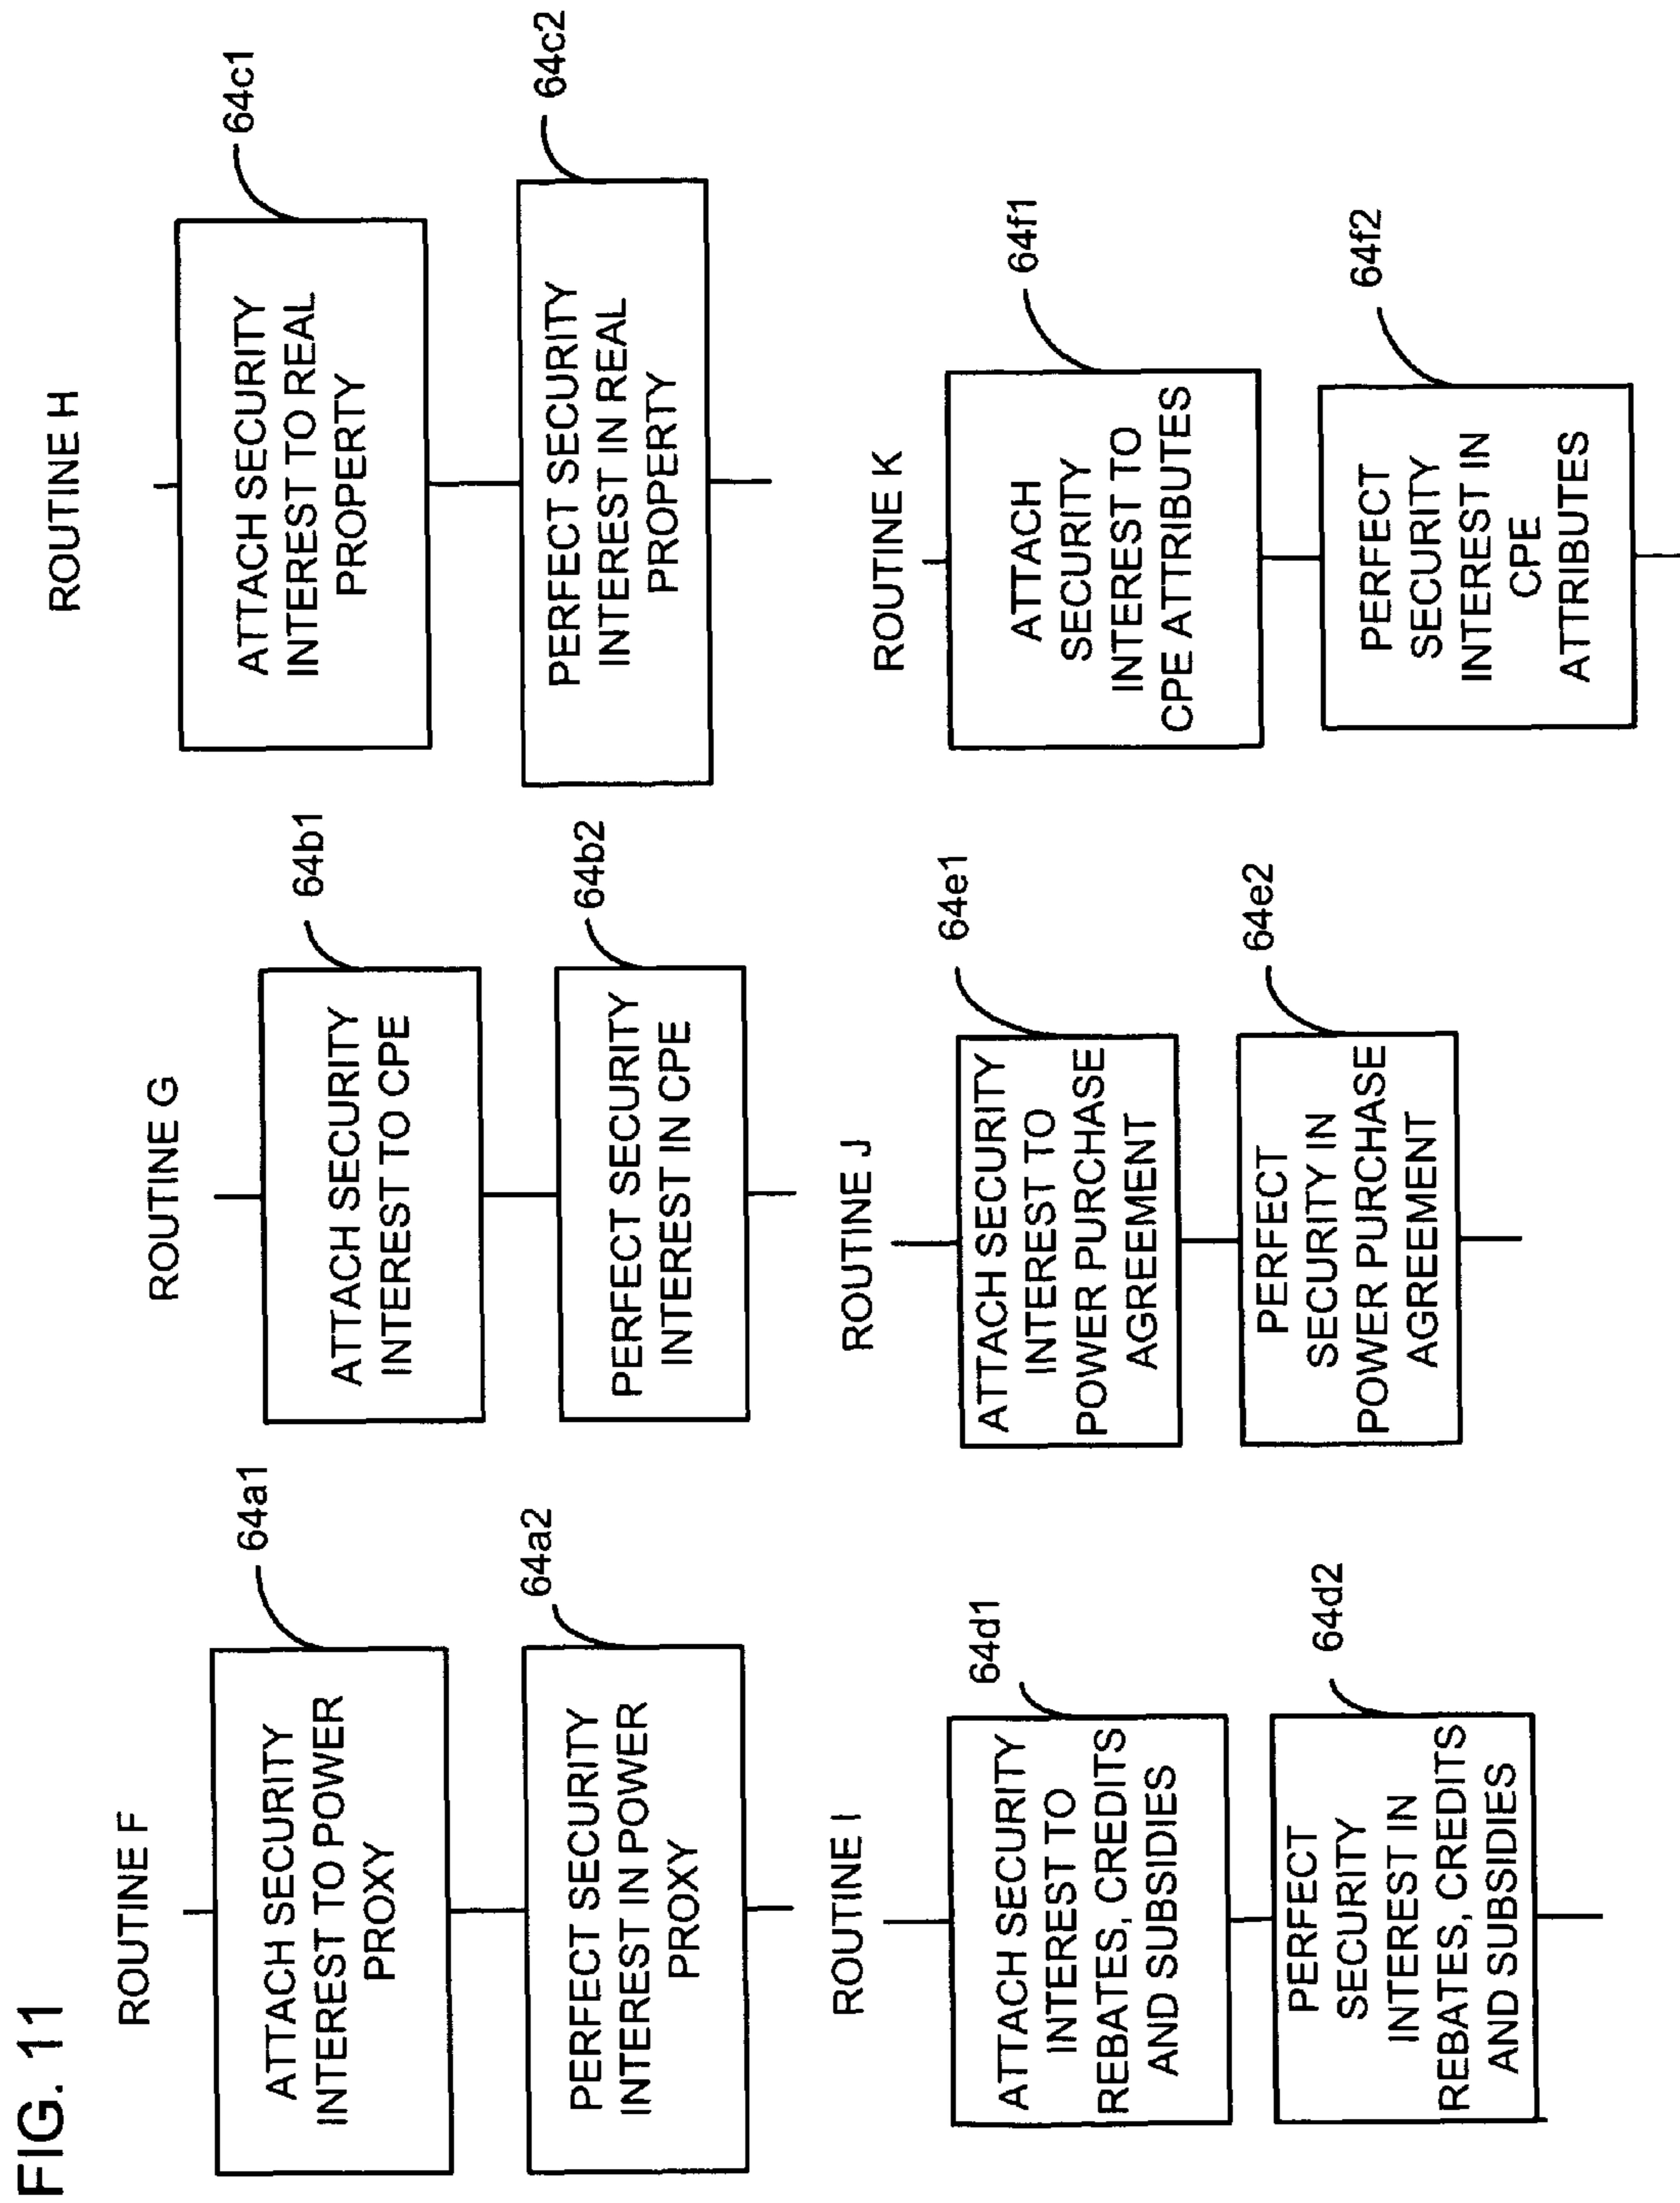 FIG. 11
ROUTINE F
64a1
ATTACH SECURITY
INTEREST TO POWER
PROXY
64a2
PERFECT SECURITY
INTEREST IN POWER
PROXY
ROUTINE G
64b1
ATTACH SECURITY
INTEREST TO CPE
64b2
PERFECT SECURITY
INTEREST IN CPE
ROUTINE H
64c1
ATTACH SECURITY
INTEREST TO REAL
PROPERTY
64c2
PERFECT SECURITY
INTEREST IN REAL
PROPERTY
ROUTINE I
64d1
ATTACH SECURITY
INTEREST TO
REBATES, CREDITS
AND SUBSIDIES
64d2
PERFECT
SECURITY
INTEREST IN
REBATES, CREDITS
AND SUBSIDIES
ROUTINE J
64e1
ATTACH SECURITY
INTEREST TO
POWER PURCHASE
AGREEMENT
64e2
PERFECT
SECURITY IN
POWER PURCHASE
AGREEMENT
ROUTINE K
64f1
ATTACH
SECURITY
INTEREST TO
CPE ATTRIBUTES
64f2
PERFECT
SECURITY
INTEREST IN
CPE
ATTRIBUTES